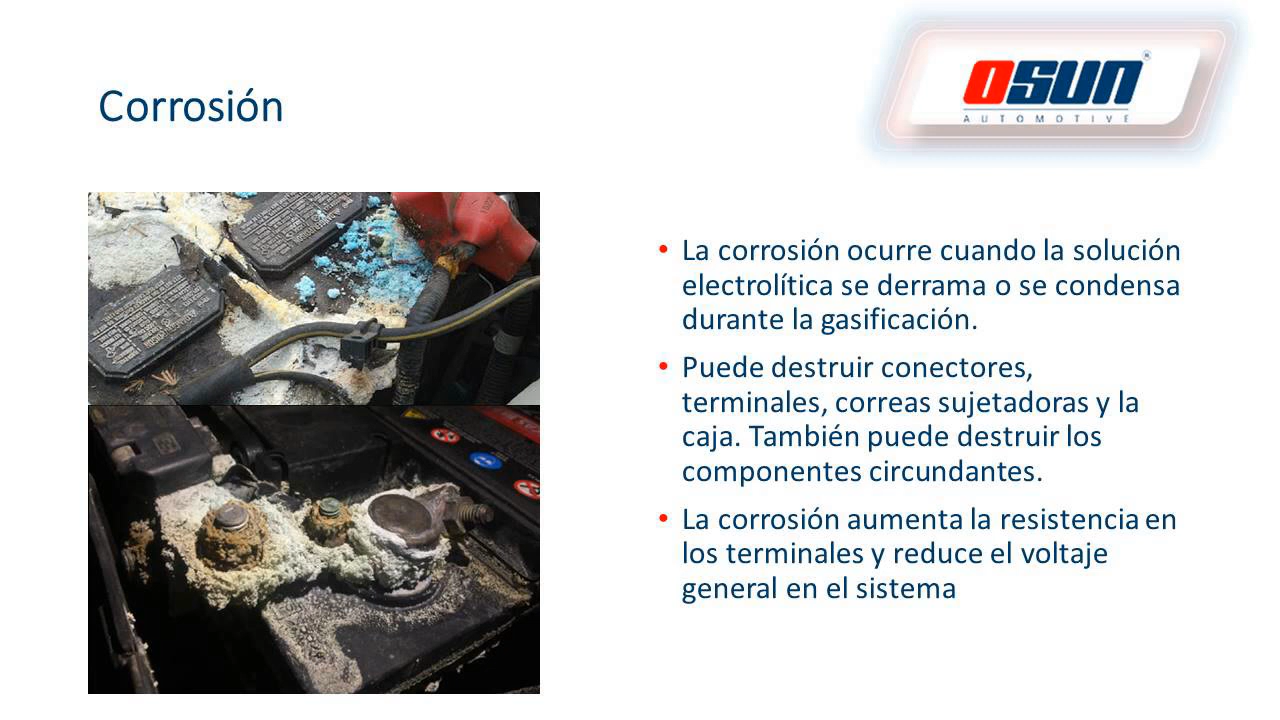 Corrosión
OSUN®
AUTOMOTIVE
• La corrosión ocurre cuando la solución
electrolítica se derrama o se condensa
durante la gasificación.
• Puede destruir conectores,
terminales, correas sujetadoras y la
caja. También puede destruir los
componentes circundantes.
• La corrosión aumenta la resistencia en
los terminales y reduce el voltaje
general en el sistema